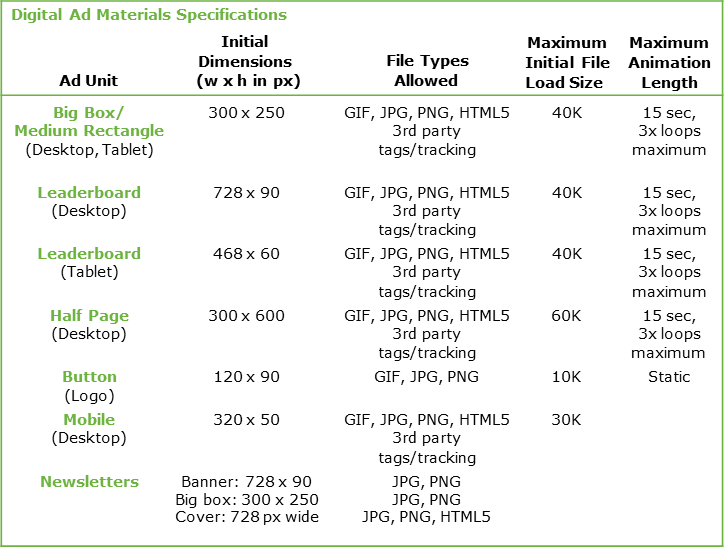 Digital Ad Materials Specifications
Ad Unit Initial Dimensions (w x h in px) File Types Allowed Maximum Initial File Load Size Maximum Animation Length
Big Box/ 300 x 250 GIF, JPG, PNG, HTML5 40K 15 sec,
Medium Rectangle 3rd party 3x loops
(Desktop, Tablet) tags/tracking maximum
Leaderboard 728 x 90 GIF, JPG, PNG, HTML5 40K 15 sec,
(Desktop) 3rd party 3x loops
tags/tracking maximum
Leaderboard 468 x 60 GIF, JPG, PNG, HTML5 40K 15 sec,
(Tablet) 3rd party 3x loops
tags/tracking maximum
Half Page 300 x 600 GIF, JPG, PNG, HTML5 60K 15 sec,
(Desktop) 3rd party 3x loops
tags/tracking maximum
Button 120 x 90 GIF, JPG, PNG 10K Static
(Logo)
Mobile 320 x 50 GIF, JPG, PNG, HTML5 30K
(Desktop) 3rd party
tags/tracking
Newsletters Banner: 728 x 90 JPG, PNG
Big box: 300 x 250 JPG, PNG
Cover: 728 px wide JPG, PNG, HTML5